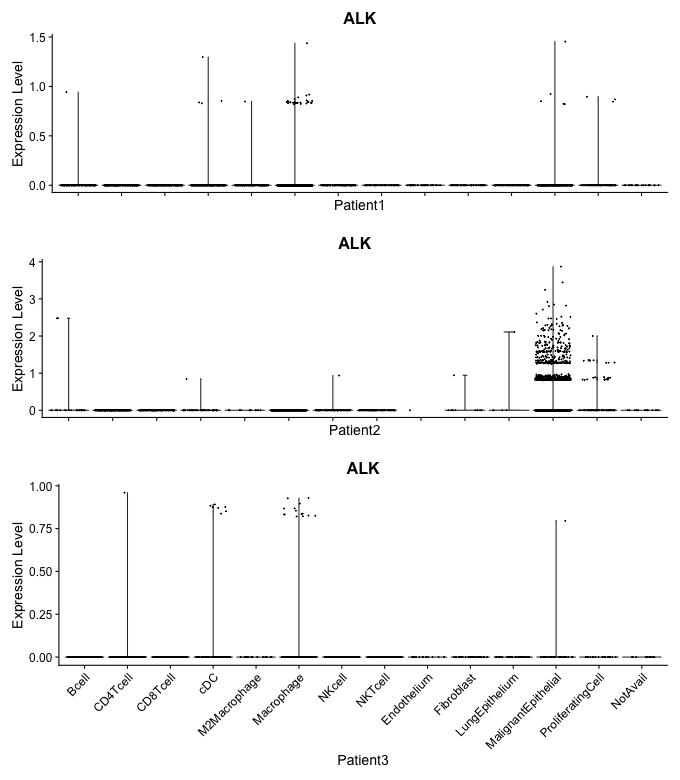 ALK
Expression Level
1.5
1.0
0.5
0.0
Patient1
ALK
Expression Level
4
3
2
1
0
Patient2
ALK
Expression Level
1.00
0.75
0.50
0.25
0.00
Bcell
CD4Tcell
CD8Tcell
cDC
M2Macrophage
Macrophage
NKcell
NKTcell
Endothelium
Fibroblast
LungEpithelium
MalignantEpithelial
ProliferatingCell
NotAvail
Patient3